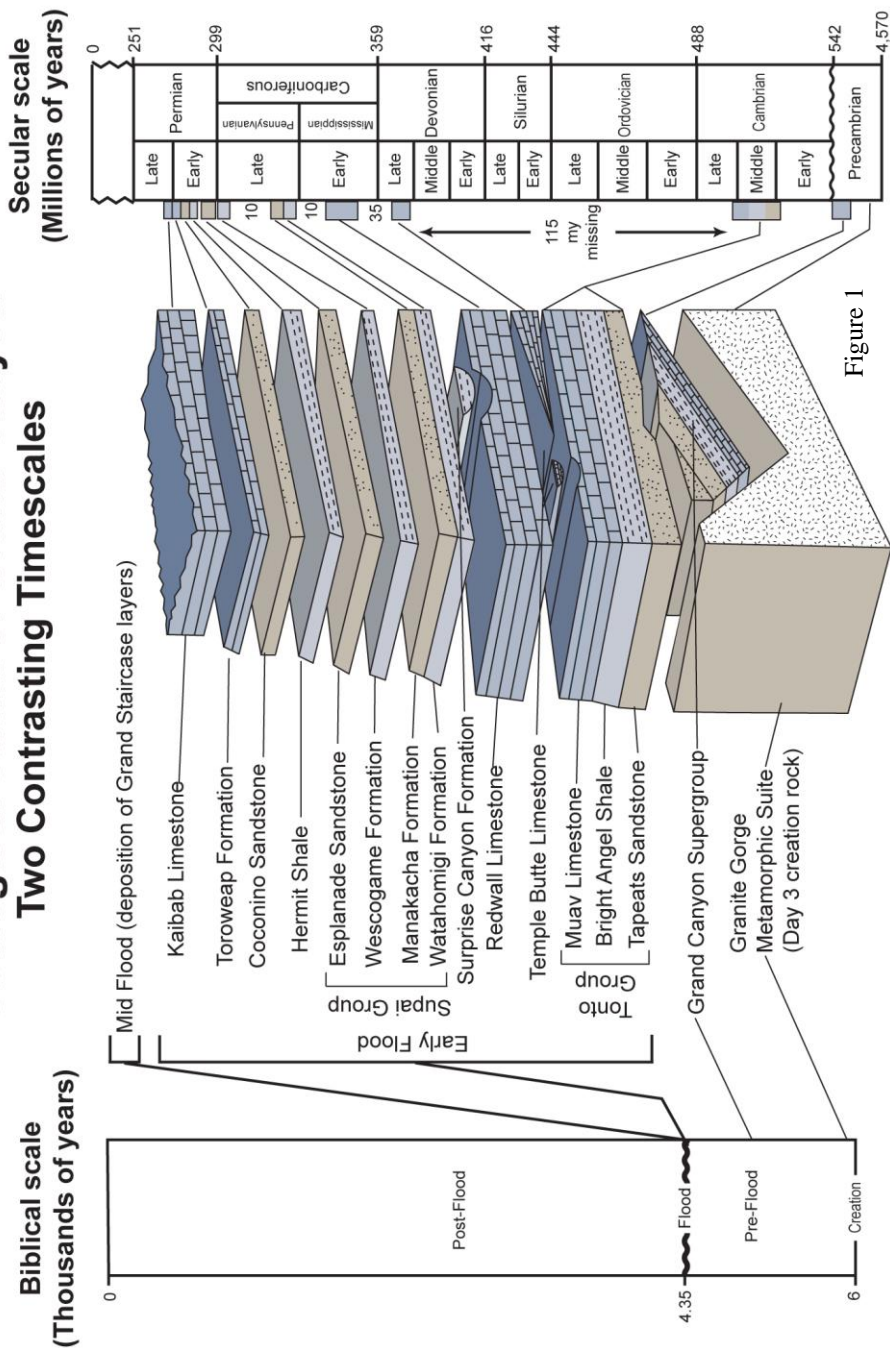 Two Contrasting Timescales
Biblical scale
(Thousands of years)
0
Post-Flood
4.35
Flood
Pre-Flood
6
Creation
Mid Flood (deposition of Grand Staircase layers)
Early Flood
Kaibab Limestone
Toroweap Formation
Coconino Sandstone
Hermit Shale
Supai Group
Esplanade Sandstone
Wescogame Formation
Manakacha Formation
Watahomigi Formation
Surprise Canyon Formation
Redwall Limestone
Temple Butte Limestone
Tonto
Group
Muav Limestone
Bright Angel Shale
Tapeats Sandstone
Grand Canyon Supergroup
Granite Gorge
Metamorphic Suite
(Day 3 creation rock)
Secular scale
(Millions of years)
0
251
Late
Early
Permian
299
10
Late
Pennsylvanian
Carboniferous
10
Early
Mississippian
359
35
Late
Middle
Early
Devonian
416
Late
Early
Silurian
444
Late
Middle
Early
Ordovician
488
Late
Middle
Early
Cambrian
542
Precambrian
4,570
115
my
missing
Figure 1